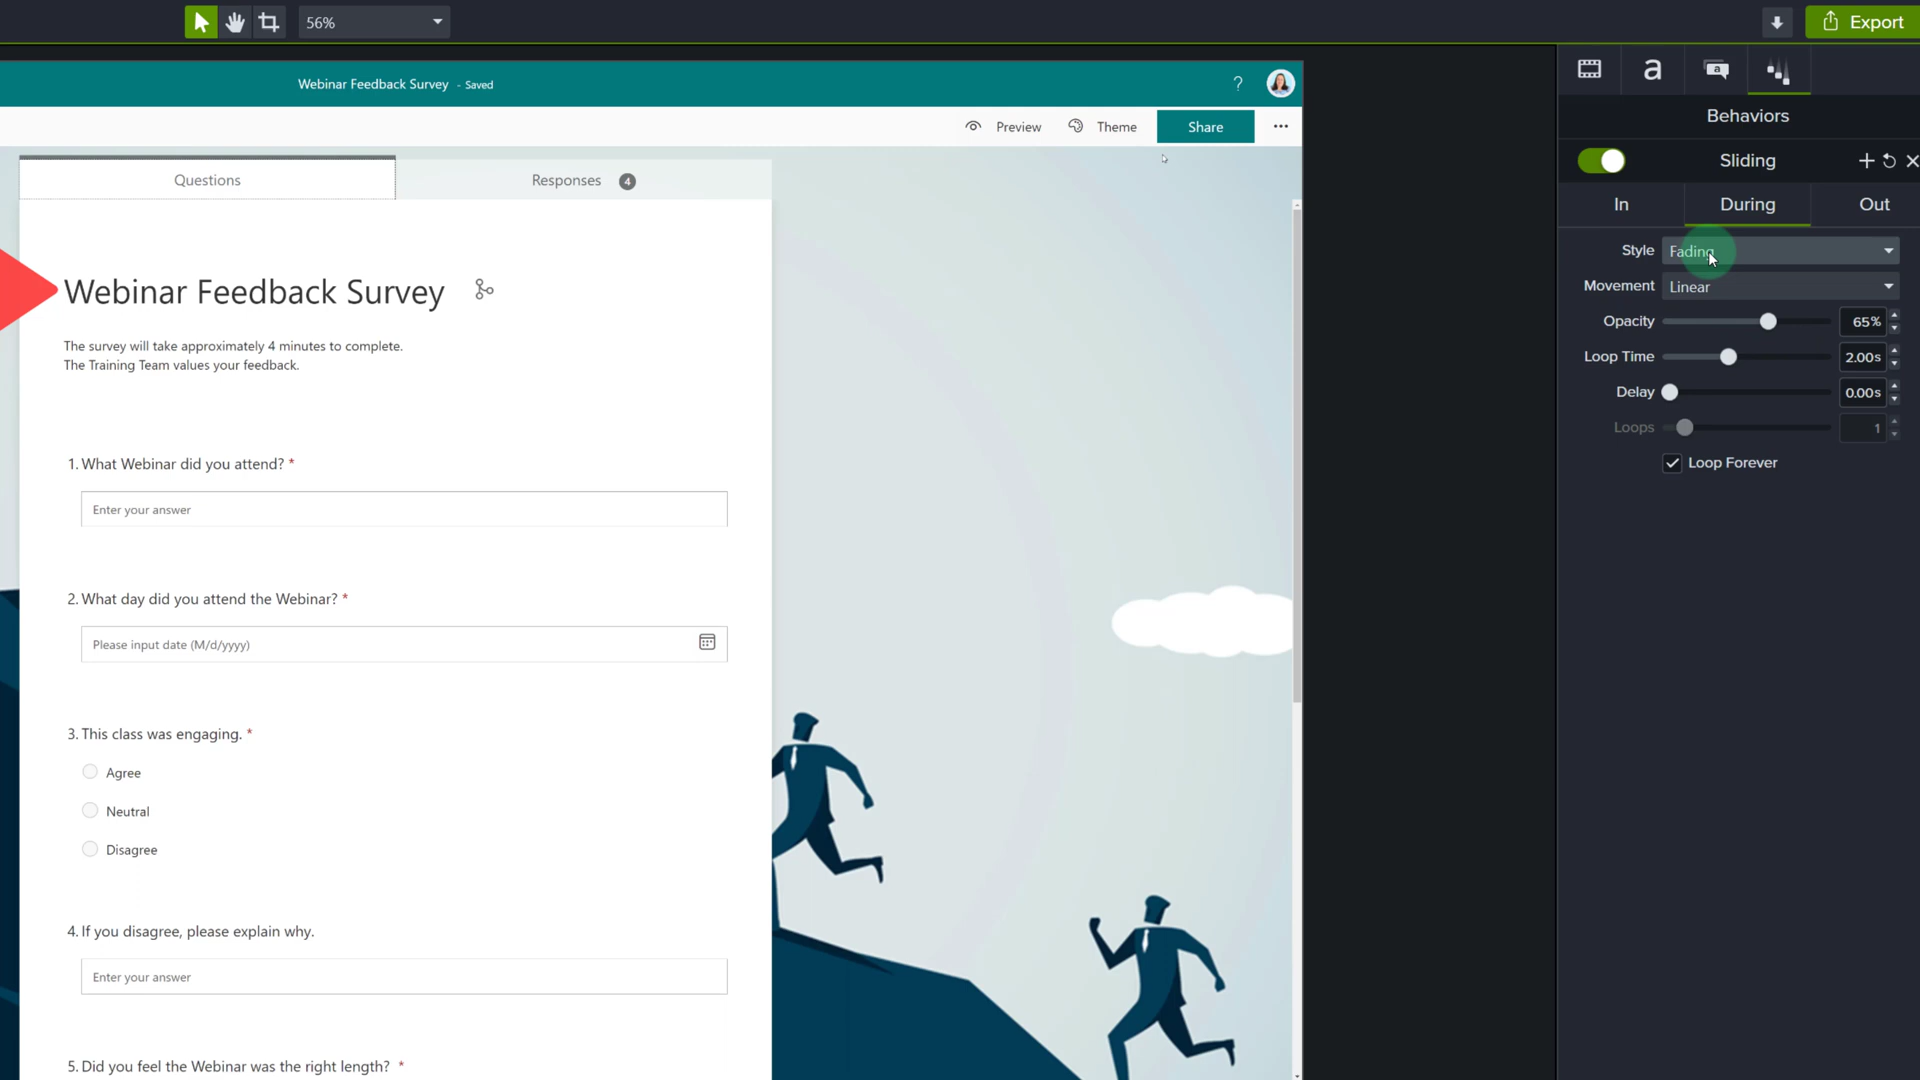 56%
Export
Webinar Feedback Survey - Saved
?
Preview
Theme
Share
Questions
Responses 4
Webinar Feedback Survey
The survey will take approximately 4 minutes to complete.
The Training Team values your feedback.
1. What Webinar did you attend? *
Enter your answer
2. What day did you attend the Webinar? *
Please input date (M/d/yyyy)
3. This class was engaging. *
Agree
Neutral
Disagree
4. If you disagree, please explain why.
Enter your answer
5. Did you feel the Webinar was the right length? *
a
a
Behaviors
Sliding
In During Out
Style Fading
Movement Linear
Opacity 65%
Loop Time 2.00s
Delay 0.00s
Loops 1
Loop Forever